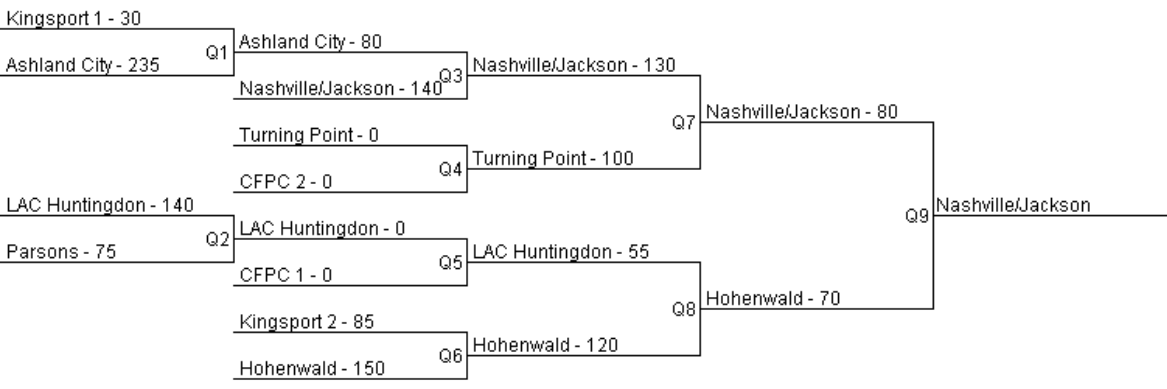 Kingsport 1 - 30
Q1
Ashland City - 235
Ashland City - 80
Q3
Nashville/Jackson - 140
Nashville/Jackson - 130
Q7
Turning Point - 0
Q4
CFPC 2 - 0
Turning Point - 100
Nashville/Jackson - 80
Q9
Nashville/Jackson
LAC Huntingdon - 140
Q2
Parsons - 75
LAC Huntingdon - 0
Q5
CFPC 1 - 0
LAC Huntingdon - 55
Q8
Kingsport 2 - 85
Q6
Hohenwald - 150
Hohenwald - 120
Hohenwald - 70